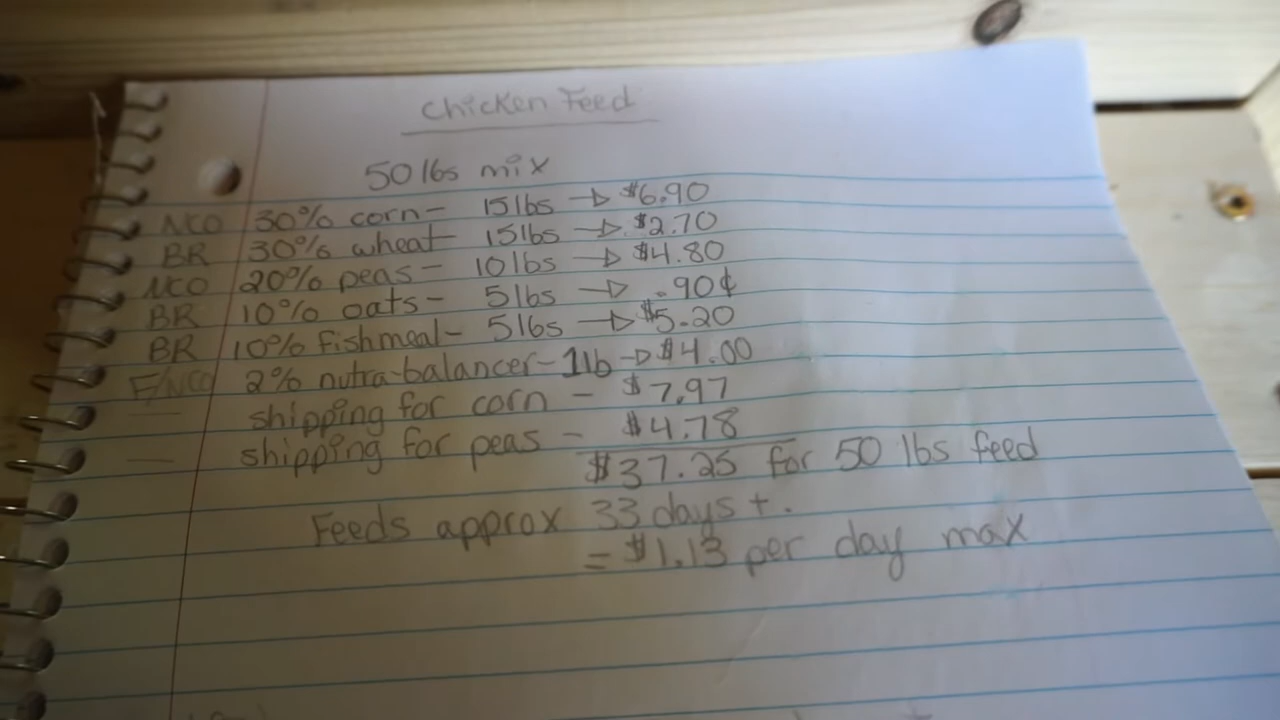 Chicken Feed
50 lbs mix
NCO 30% corn - 15lbs → $6.90
BR 30% wheat - 15lbs → $2.70
NCO 20% peas - 10lbs → $4.80
BR 10% oats - 5lbs → .90¢
BR 10% fishmeal - 5lbs → $5.20
F/NCO 2% nutra-balancer - 1lb → $4.00
— shipping for corn - $7.97
— shipping for peas - $4.78
$37.25 for 50 lbs feed
Feeds approx 33 days +.
= $1.13 per day max